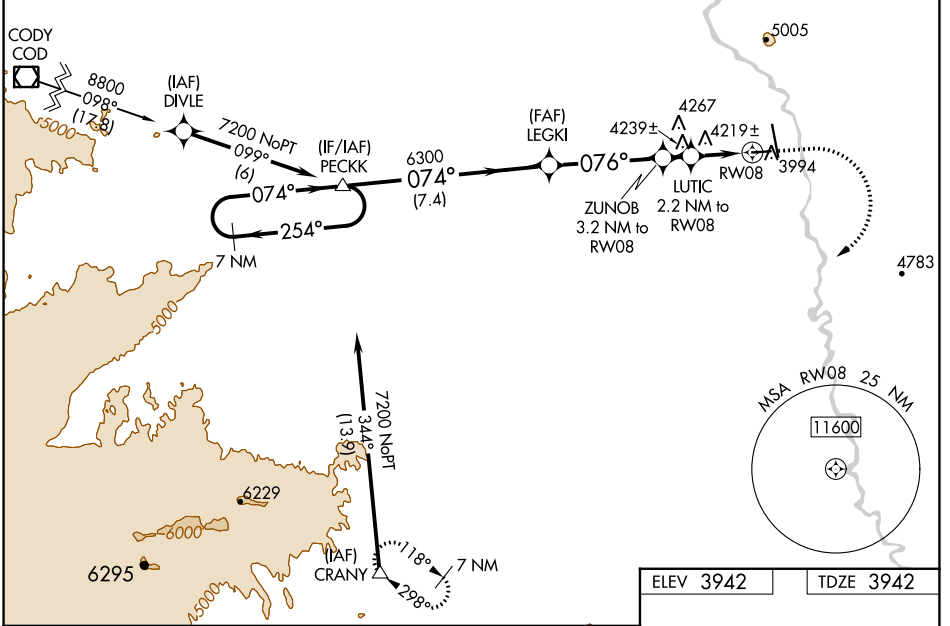 CODY
COD
8800
098°
(17.8)
5000
(IAF)
DIVLE
7200 NoPT
099°
(6)
(IF/IAF)
PECKK
074°
254°
7 NM
6300
074°
(7.4)
(FAF)
LEGKI
076°
4267
4239±
4219±
5005
ZUNOB
3.2 NM to
RW08
LUTIC
2.2 NM to
RW08
RW08
3994
4783
5000
7200 NoPT
344°
(13.9)
6229
6000
6295
5000
(IAF)
CRANY
118°
298°
7 NM
MSA RW08 25 NM
11600
ELEV 3942
TDZE 3942